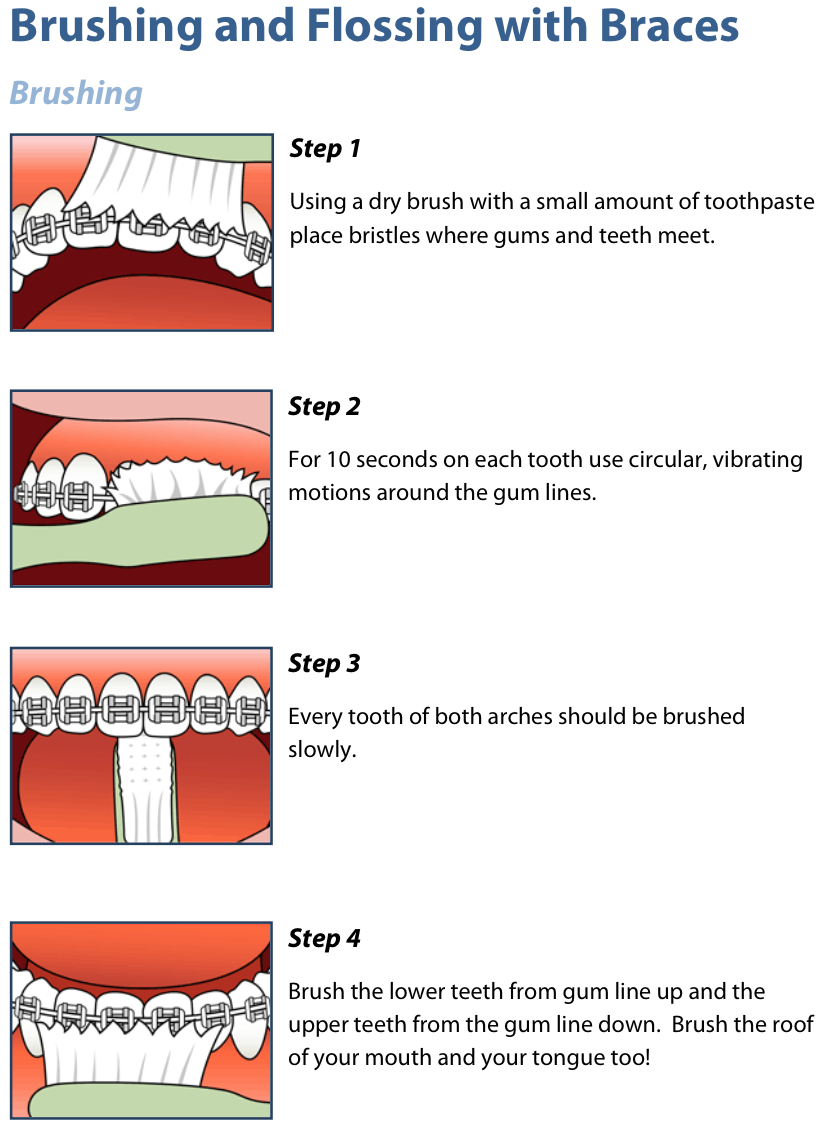 Brushing and Flossing with Braces
Brushing
Step 1
Using a dry brush with a small amount of toothpaste
place bristles where gums and teeth meet.
Step 2
For 10 seconds on each tooth use circular, vibrating
motions around the gum lines.
Step 3
Every tooth of both arches should be brushed
slowly.
Step 4
Brush the lower teeth from gum line up and the
upper teeth from the gum line down.  Brush the roof
of your mouth and your tongue too!